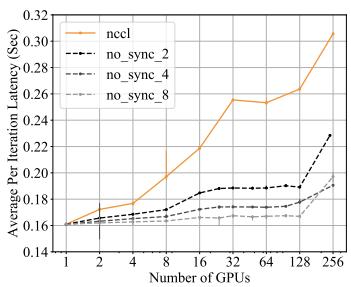 Average Per Iteration Latency (Sec)
0.32
0.30
0.28
0.26
0.24
0.22
0.20
0.18
0.16
0.14
nccl
no_sync_2
no_sync_4
no_sync_8
1 2 4 8 16 32 64 128 256
Number of GPUs